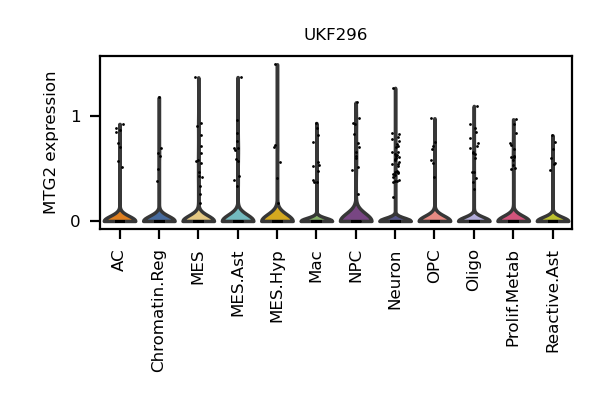 UKF296
MTG2 expression
1
0
AC
Chromatin.Reg
MES
MES.Ast
MES.Hyp
Mac
NPC
Neuron
OPC
Oligo
Prolif.Metab
Reactive.Ast